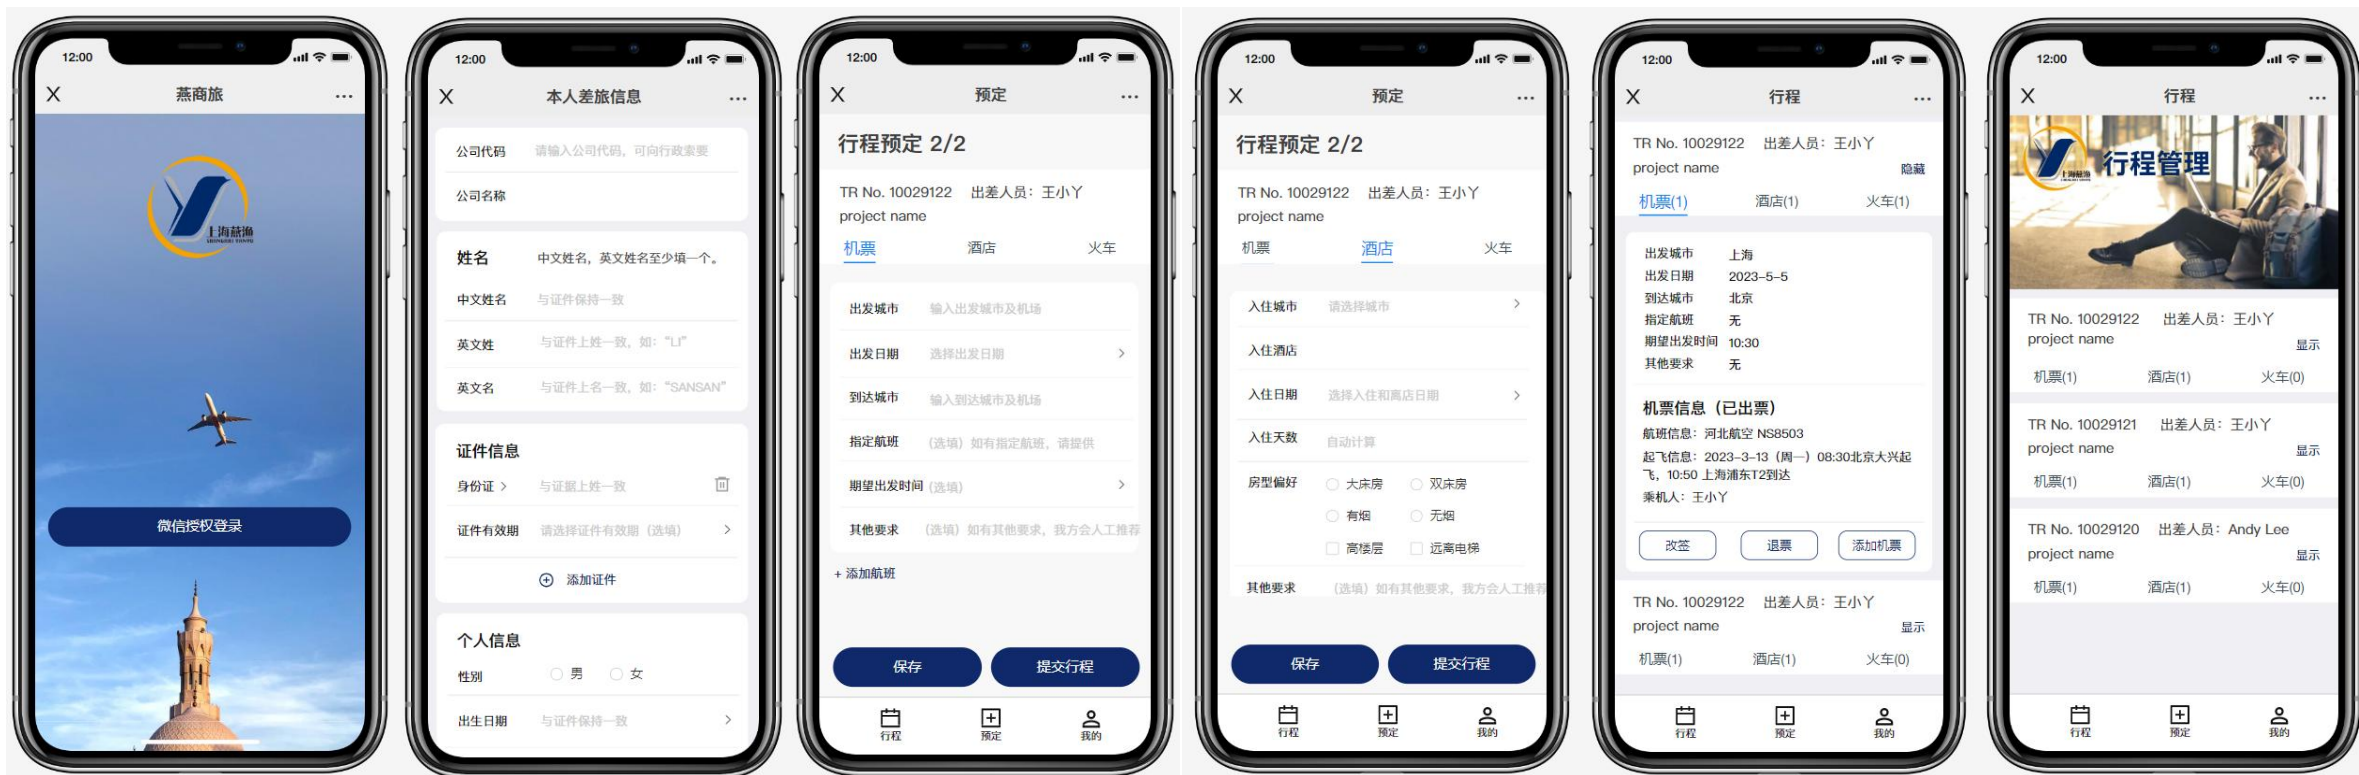 12:00
X 燕商旅 ...
上海燕渔
SHANGHAI YANYU
微信授权登录
12:00
X 本人差旅信息 ...
公司代码 请输入公司代码，可向行政索要
公司名称
姓名 中文姓名，英文姓名至少填一个。
中文姓名 与证件保持一致
英文姓 与证件上姓一致，如：“LI”
英文名 与证件上名一致，如：“SANSAN”
证件信息
身份证 > 与证据上姓一致
证件有效期 请选择证件有效期（选填） >
添加证件
个人信息
性别 男 女
出生日期 与证件保持一致 >
12:00
X 预定 ...
行程预定 2/2
TR No. 10029122 出差人员：王小丫
project name
机票 酒店 火车
出发城市 输入出发城市及机场
出发日期 选择出发日期 >
到达城市 输入到达城市及机场
指定航班 （选填）如有指定航班，请提供
期望出发时间 (选填) >
其他要求 （选填）如有其他要求，我方会人工推荐
+ 添加航班
保存 提交行程
行程 预定 我的
12:00
X 预定 ...
行程预定 2/2
TR No. 10029122 出差人员：王小丫
project name
机票 酒店 火车
入住城市 请选择城市 >
入住酒店
入住日期 选择入住和离店日期 >
入住天数 自动计算
房型偏好 大床房 双床房
有烟 无烟
高楼层 远离电梯
其他要求 （选填）如有其他要求，我方会人工推荐
保存 提交行程
行程 预定 我的
12:00
X 行程 ...
TR No. 10029122 出差人员：王小丫
project name 隐藏
机票(1) 酒店(1) 火车(1)
出发城市 上海
出发日期 2023-5-5
到达城市 北京
指定航班 无
期望出发时间 10:30
其他要求 无
机票信息（已出票）
航班信息：河北航空 NS8503
起飞信息：2023-3-13（周一）08:30北京大兴起
飞，10:50 上海浦东T2到达
乘机人：王小丫
改签 退票 添加机票
TR No. 10029122 出差人员：王小丫
project name 显示
机票(1) 酒店(1) 火车(0)
行程 预定 我的
12:00
X 行程 ...
上海燕渔 行程管理
TR No. 10029122 出差人员：王小丫
project name 显示
机票(1) 酒店(1) 火车(0)
TR No. 10029121 出差人员：王小丫
project name 显示
机票(1) 酒店(1) 火车(0)
TR No. 10029120 出差人员：Andy Lee
project name 显示
机票(1) 酒店(1) 火车(0)
行程 预定 我的